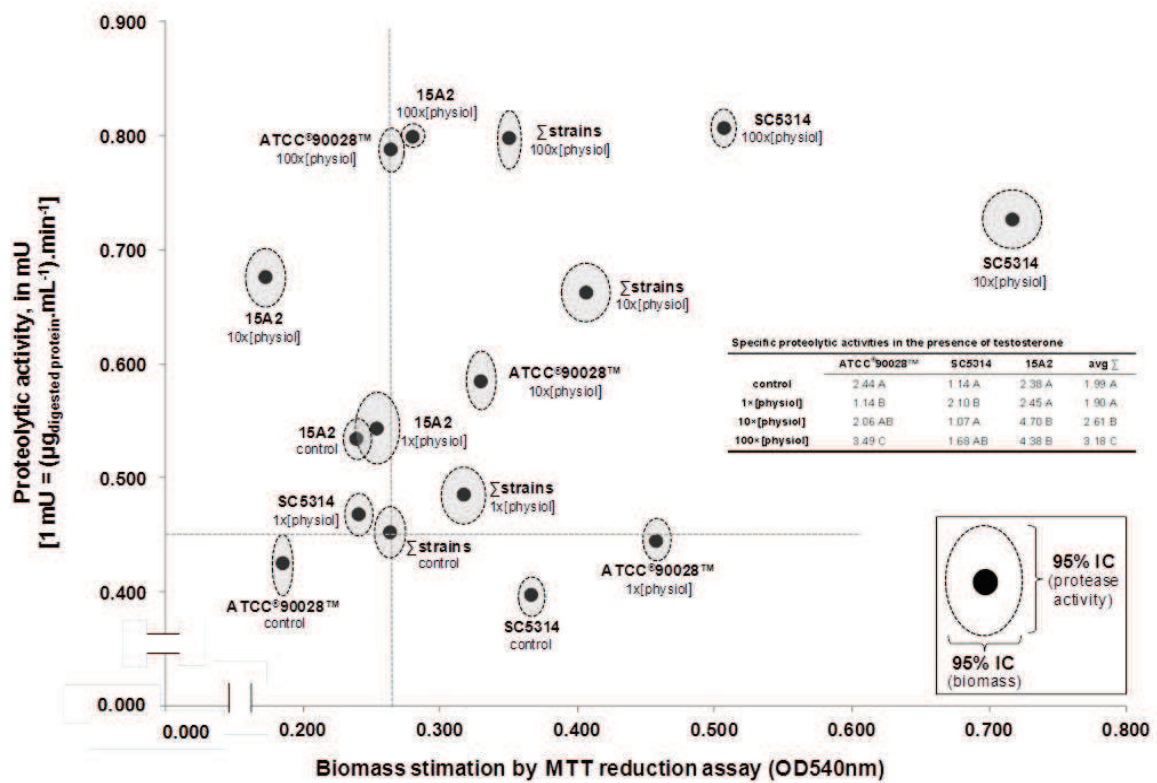 0.900
0.800
0.700
0.600
0.500
0.400
0.000
Proteolytic activity, in mU
[1 mU = (μg digested protein.mL⁻¹).min⁻¹]
15A2
100x[physiol]
ATCC®90028™
100x[physiol]
∑strains
100x[physiol]
SC5314
100x[physiol]
15A2
10x[physiol]
∑strains
10x[physiol]
SC5314
10x[physiol]
ATCC®90028™
10x[physiol]
15A2
control
15A2
1x[physiol]
SC5314
1x[physiol]
∑strains
1x[physiol]
∑strains
control
ATCC®90028™
control
SC5314
control
ATCC®90028™
1x[physiol]
Specific proteolytic activities in the presence of testosterone
ATCC®90028™ SC5314 15A2 avg ∑
control 2.44 A 1.14 A 2.38 A 1.99 A
1×[physiol] 1.14 B 2.10 B 2.45 A 1.90 A
10×[physiol] 2.06 AB 1.07 A 4.70 B 2.61 B
100×[physiol] 3.49 C 1.68 AB 4.38 B 3.18 C
95% IC
(protease
activity)
95% IC
(biomass)
0.000 0.200 0.300 0.400 0.500 0.600 0.700 0.800
Biomass stimation by MTT reduction assay (OD540nm)